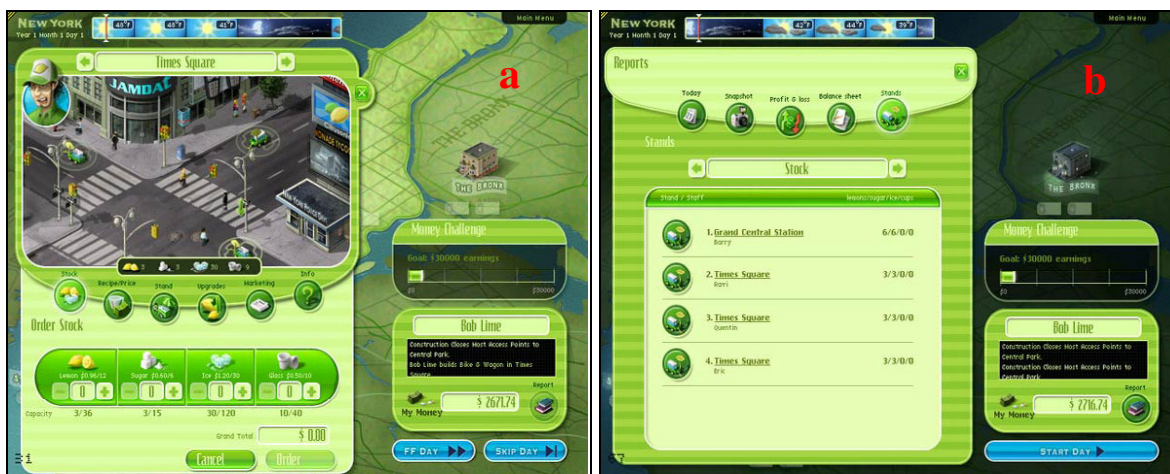 NEW YORK
Year 1 Month 1 Day 1
Main Menu
Times Square
a
JAMDAT
THE BRONX
THE BRONX
Stock
Recipe/Price
Stand
Upgrades
Marketing
Info
Order Stock
Lemon $0.96/12
Sugar $0.60/6
Ice $1.20/30
Glass $0.50/10
0
0
0
0
Capacity
3/36
3/15
30/120
10/40
Grand Total
$ 0.00
Cancel
Order
Money Challenge
Goal: $30000 earnings
$0
$30000
Bob Lime
Construction Closes Most Access Points to
Central Park.
Bob Lime builds Bike & Wagon in Times
Square
Report
My Money
$ 2671.74
FF DAY
SKIP DAY
NEW YORK
Year 1 Month 1 Day 1
42°F
44°F
39°F
Main Menu
Reports
b
Today
Snapshot
Profit & loss
Balance sheet
Stands
Stands
Stock
Stand / Staff
lemons/sugar/ice/cups
1. Grand Central Station
Barry
6/6/0/0
2. Times Square
Ravi
3/3/0/0
3. Times Square
Quentin
3/3/0/0
4. Times Square
Eric
3/3/0/0
THE BRONX
THE BRONX
Money Challenge
Goal: $30000 earnings
$0
$30000
Bob Lime
Construction Closes Most Access Points to
Central Park.
Construction Closes Most Access Points to
Central Park
Report
My Money
$ 2716.74
START DAY